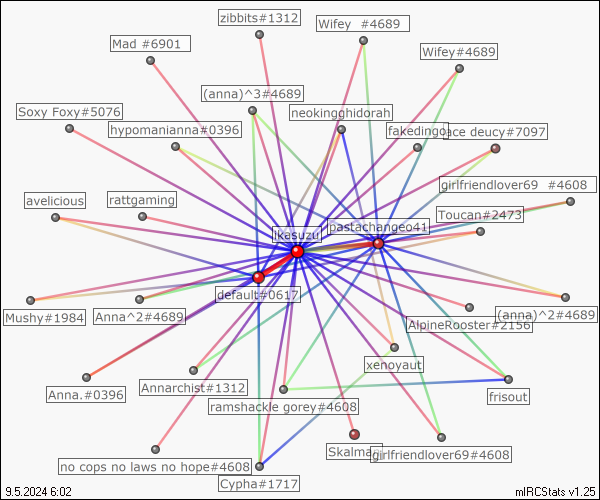 zibbits#1312
Wifey #4689
Mad #6901
Wifey#4689
(anna)^3#4689
Soxy Foxy#5076
neokingghidorah
hypomanianna#0396
fakedingo
ace deucy#7097
girlfriendlover69 #4608
avelicious
rattgaming
Toucan#2473
pastachangeo41
ikasuzu
default#0617
Mushy#1984
Anna^2#4689
(anna)^2#4689
AlpineRooster#2156
xenoyaut
Anna.#0396
Annarchist#1312
frisout
ramshackle gorey#4608
Skalma
girlfriendlover69#4608
no cops no laws no hope#4608
Cypha#1717
9.5.2024 6:02
mIRCStats v1.25